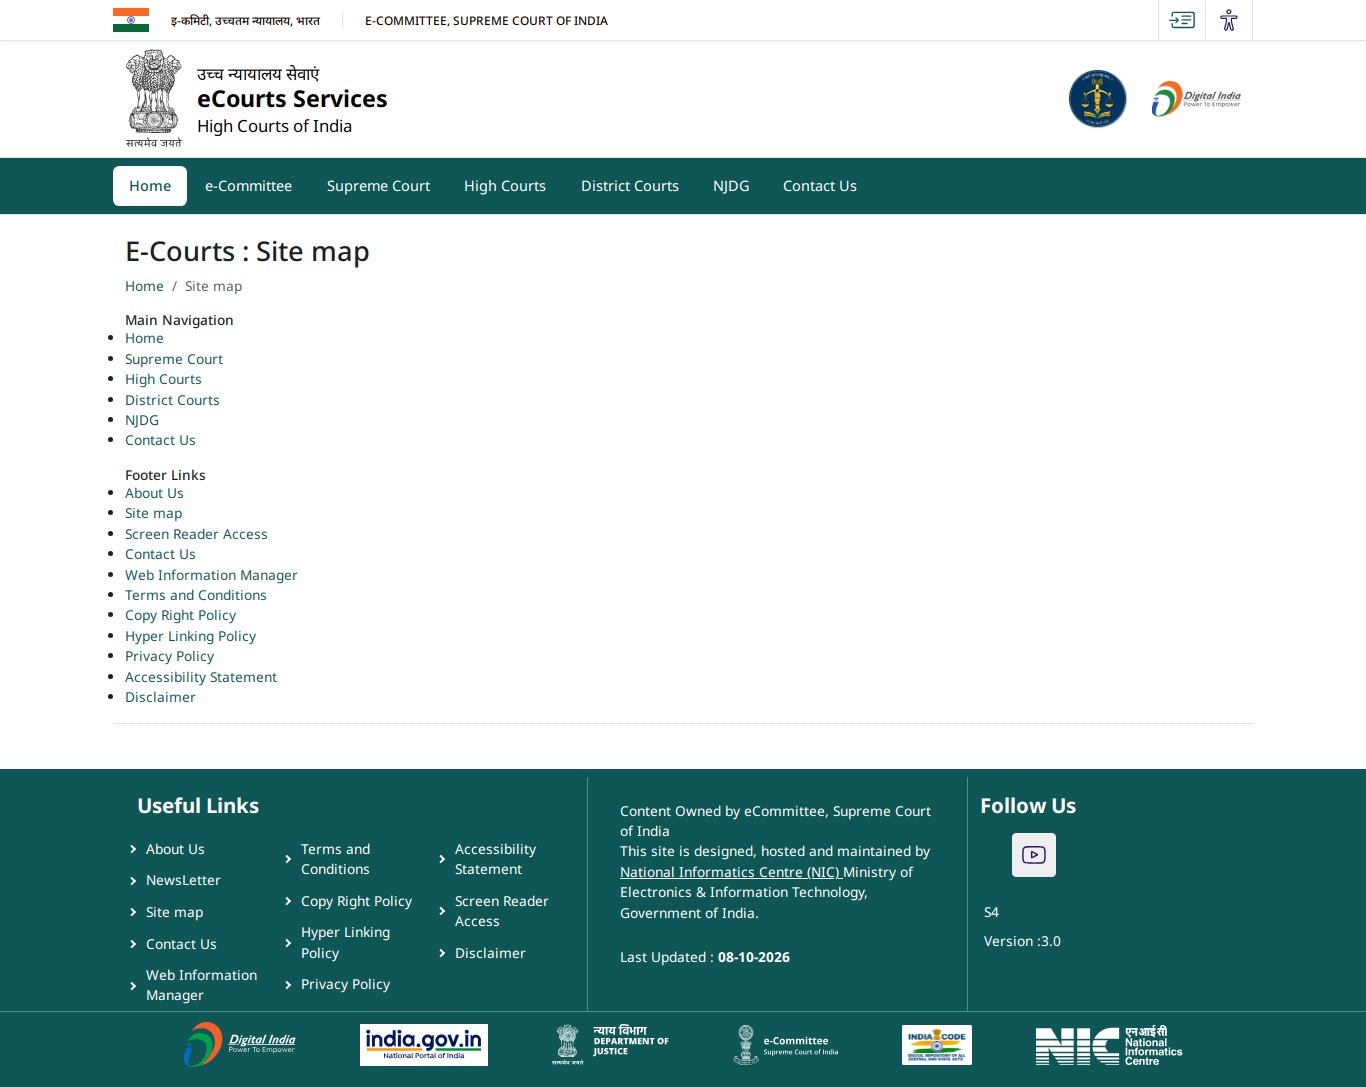 इ-कमिटी, उच्चतम न्यायालय, भारत
E-COMMITTEE, SUPREME COURT OF INDIA
सत्यमेव जयते
उच्च न्यायालय सेवाएं
eCourts Services
High Courts of India
Digital India
Power To Empower
Home
e-Committee
Supreme Court
High Courts
District Courts
NJDG
Contact Us
E-Courts : Site map
Home / Site map
Main Navigation
Home
Supreme Court
High Courts
District Courts
NJDG
Contact Us
Footer Links
About Us
Site map
Screen Reader Access
Contact Us
Web Information Manager
Terms and Conditions
Copy Right Policy
Hyper Linking Policy
Privacy Policy
Accessibility Statement
Disclaimer
Useful Links
About Us
NewsLetter
Site map
Contact Us
Web Information
Manager
Terms and
Conditions
Copy Right Policy
Hyper Linking
Policy
Privacy Policy
Accessibility
Statement
Screen Reader
Access
Disclaimer
Content Owned by eCommittee, Supreme Court
of India
This site is designed, hosted and maintained by
National Informatics Centre (NIC) Ministry of
Electronics & Information Technology,
Government of India.
Last Updated : 08-10-2026
Follow Us
S4
Version :3.0
Digital India
Power To Empower
india.gov.in
National Portal of India
सत्यमेव जयते
न्याय विभाग
DEPARTMENT OF
JUSTICE
e-Committee
Supreme Court of India
INDIA CODE
DIGITAL REPOSITORY OF ALL
CENTRAL AND STATE ACTS
NIC
एनआईसी
National
Informatics
Centre